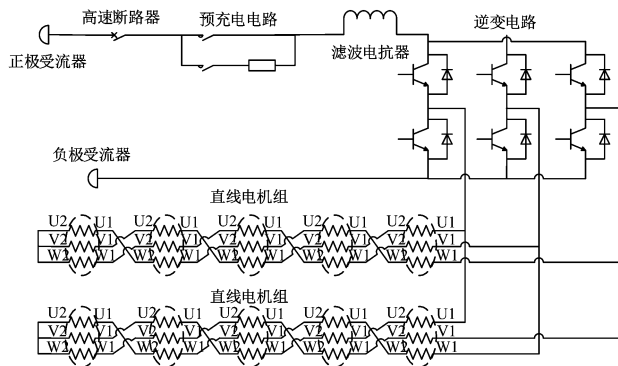 高速断路器
预充电电路
逆变电路
正极受流器
滤波电抗器
负极受流器
直线电机组
U2 U1 U2 U1 U2 U1 U2 U1 U2 U1
V2 V1 V2 V1 V2 V1 V2 V1 V2 V1
W2 W1 W2 W1 W2 W1 W2 W1 W2 W1
直线电机组
U2 U1 U2 U1 U2 U1 U2 U1 U2 U1
V2 V1 V2 V1 V2 V1 V2 V1 V2 V1
W2 W1 W2 W1 W2 W1 W2 W1 W2 W1